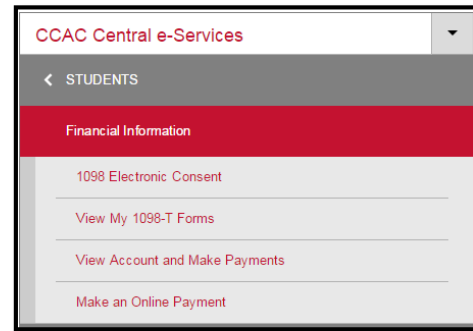 CCAC Central e-Services
STUDENTS
Financial Information
1098 Electronic Consent
View My 1098-T Forms
View Account and Make Payments
Make an Online Payment